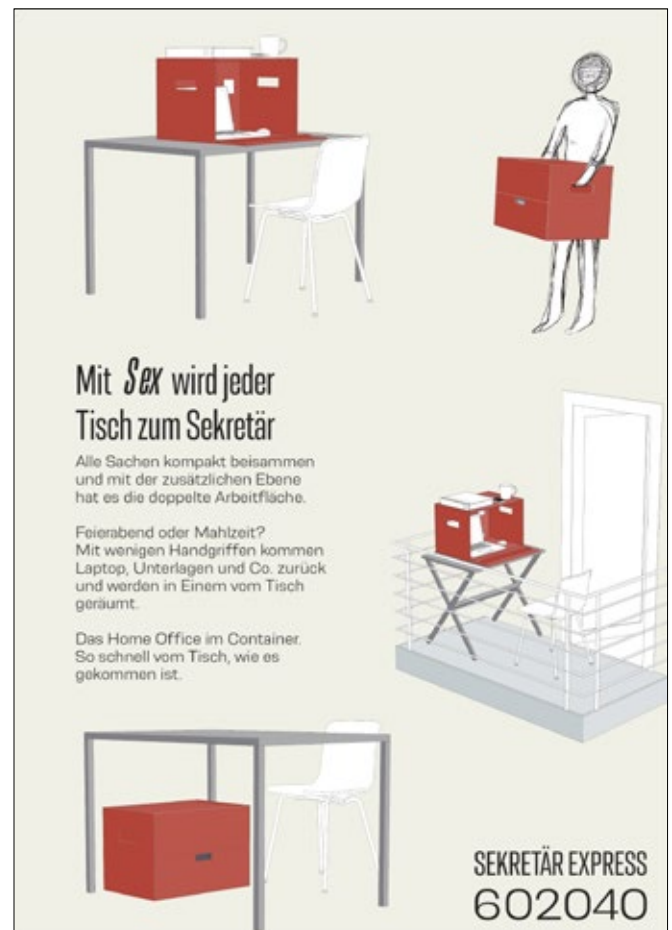 Mit Sex wird jeder
Tisch zum Sekretär
Alle Sachen kompakt beisammen
und mit der zusätzlichen Ebene
hat es die doppelte Arbeitfläche.
Feierabend oder Mahlzeit?
Mit wenigen Handgriffen kommen
Laptop, Unterlagen und Co. zurück
und werden in Einem vom Tisch
geräumt.
Das Home Office im Container.
So schnell vom Tisch, wie es
gekommen ist.
SEKRETÄR EXPRESS
602040